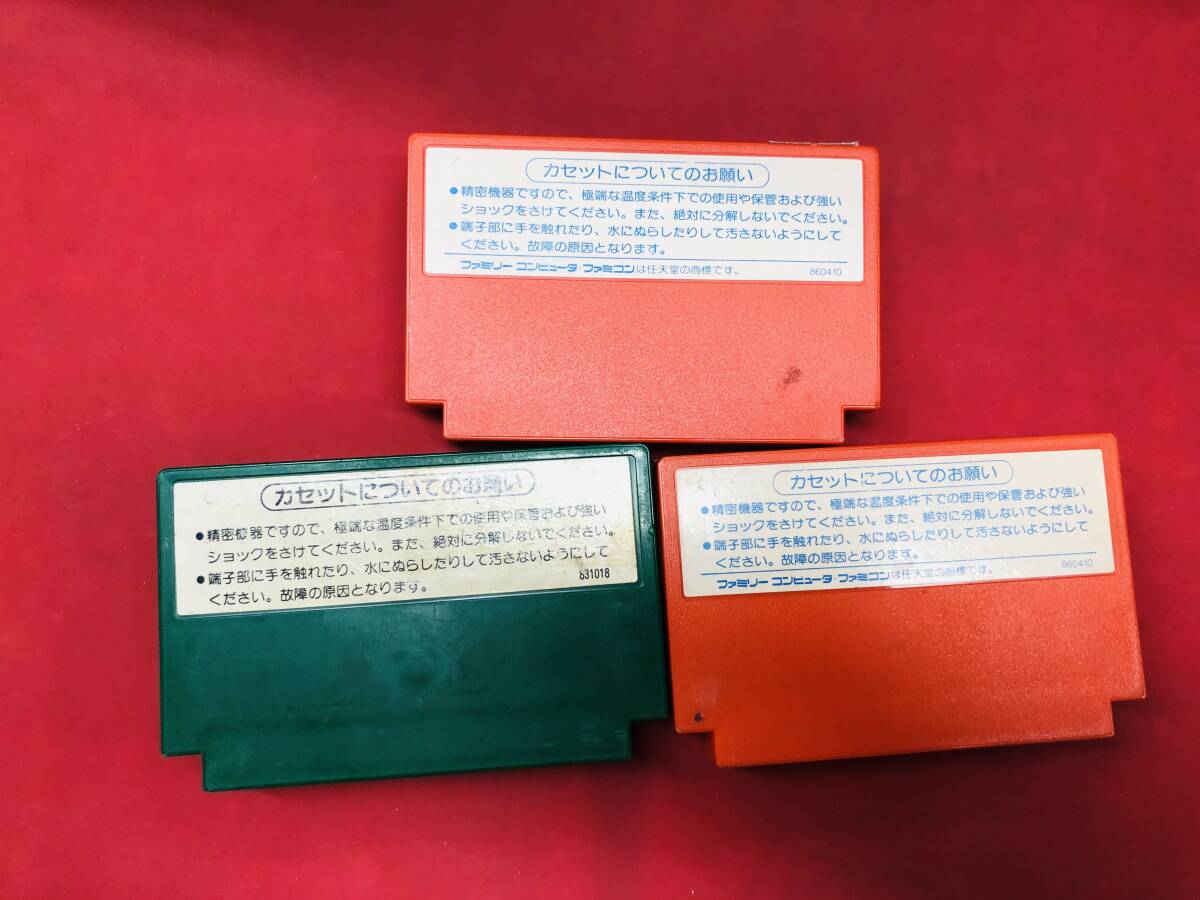 カセットについてのお願い
●精密機器ですので、極端な温度条件下での使用や保管および強い
ショックをさけてください。また、絶対に分解しないでください。
●端子部に手を触れたり、水にぬらしたりして汚さないようにして
ください。故障の原因となります。
ファミリー コンピュータ・ファミコンは任天堂の商標です。 860410
カセットについてのお願い
●精密機器ですので、極端な温度条件下での使用や保管および強い
ショックをさけてください。また、絶対に分解しないでください。
●端子部に手を触れたり、水にぬらしたりして汚さないようにして
ください。故障の原因となります。 831018
カセットについてのお願い
●精密機器ですので、極端な温度条件下での使用や保管および強い
ショックをさけてください。また、絶対に分解しないでください。
●端子部に手を触れたり、水にぬらしたりして汚さないようにして
ください。故障の原因となります。
ファミリー コンピュータ・ファミコンは任天堂の商標です。 860410